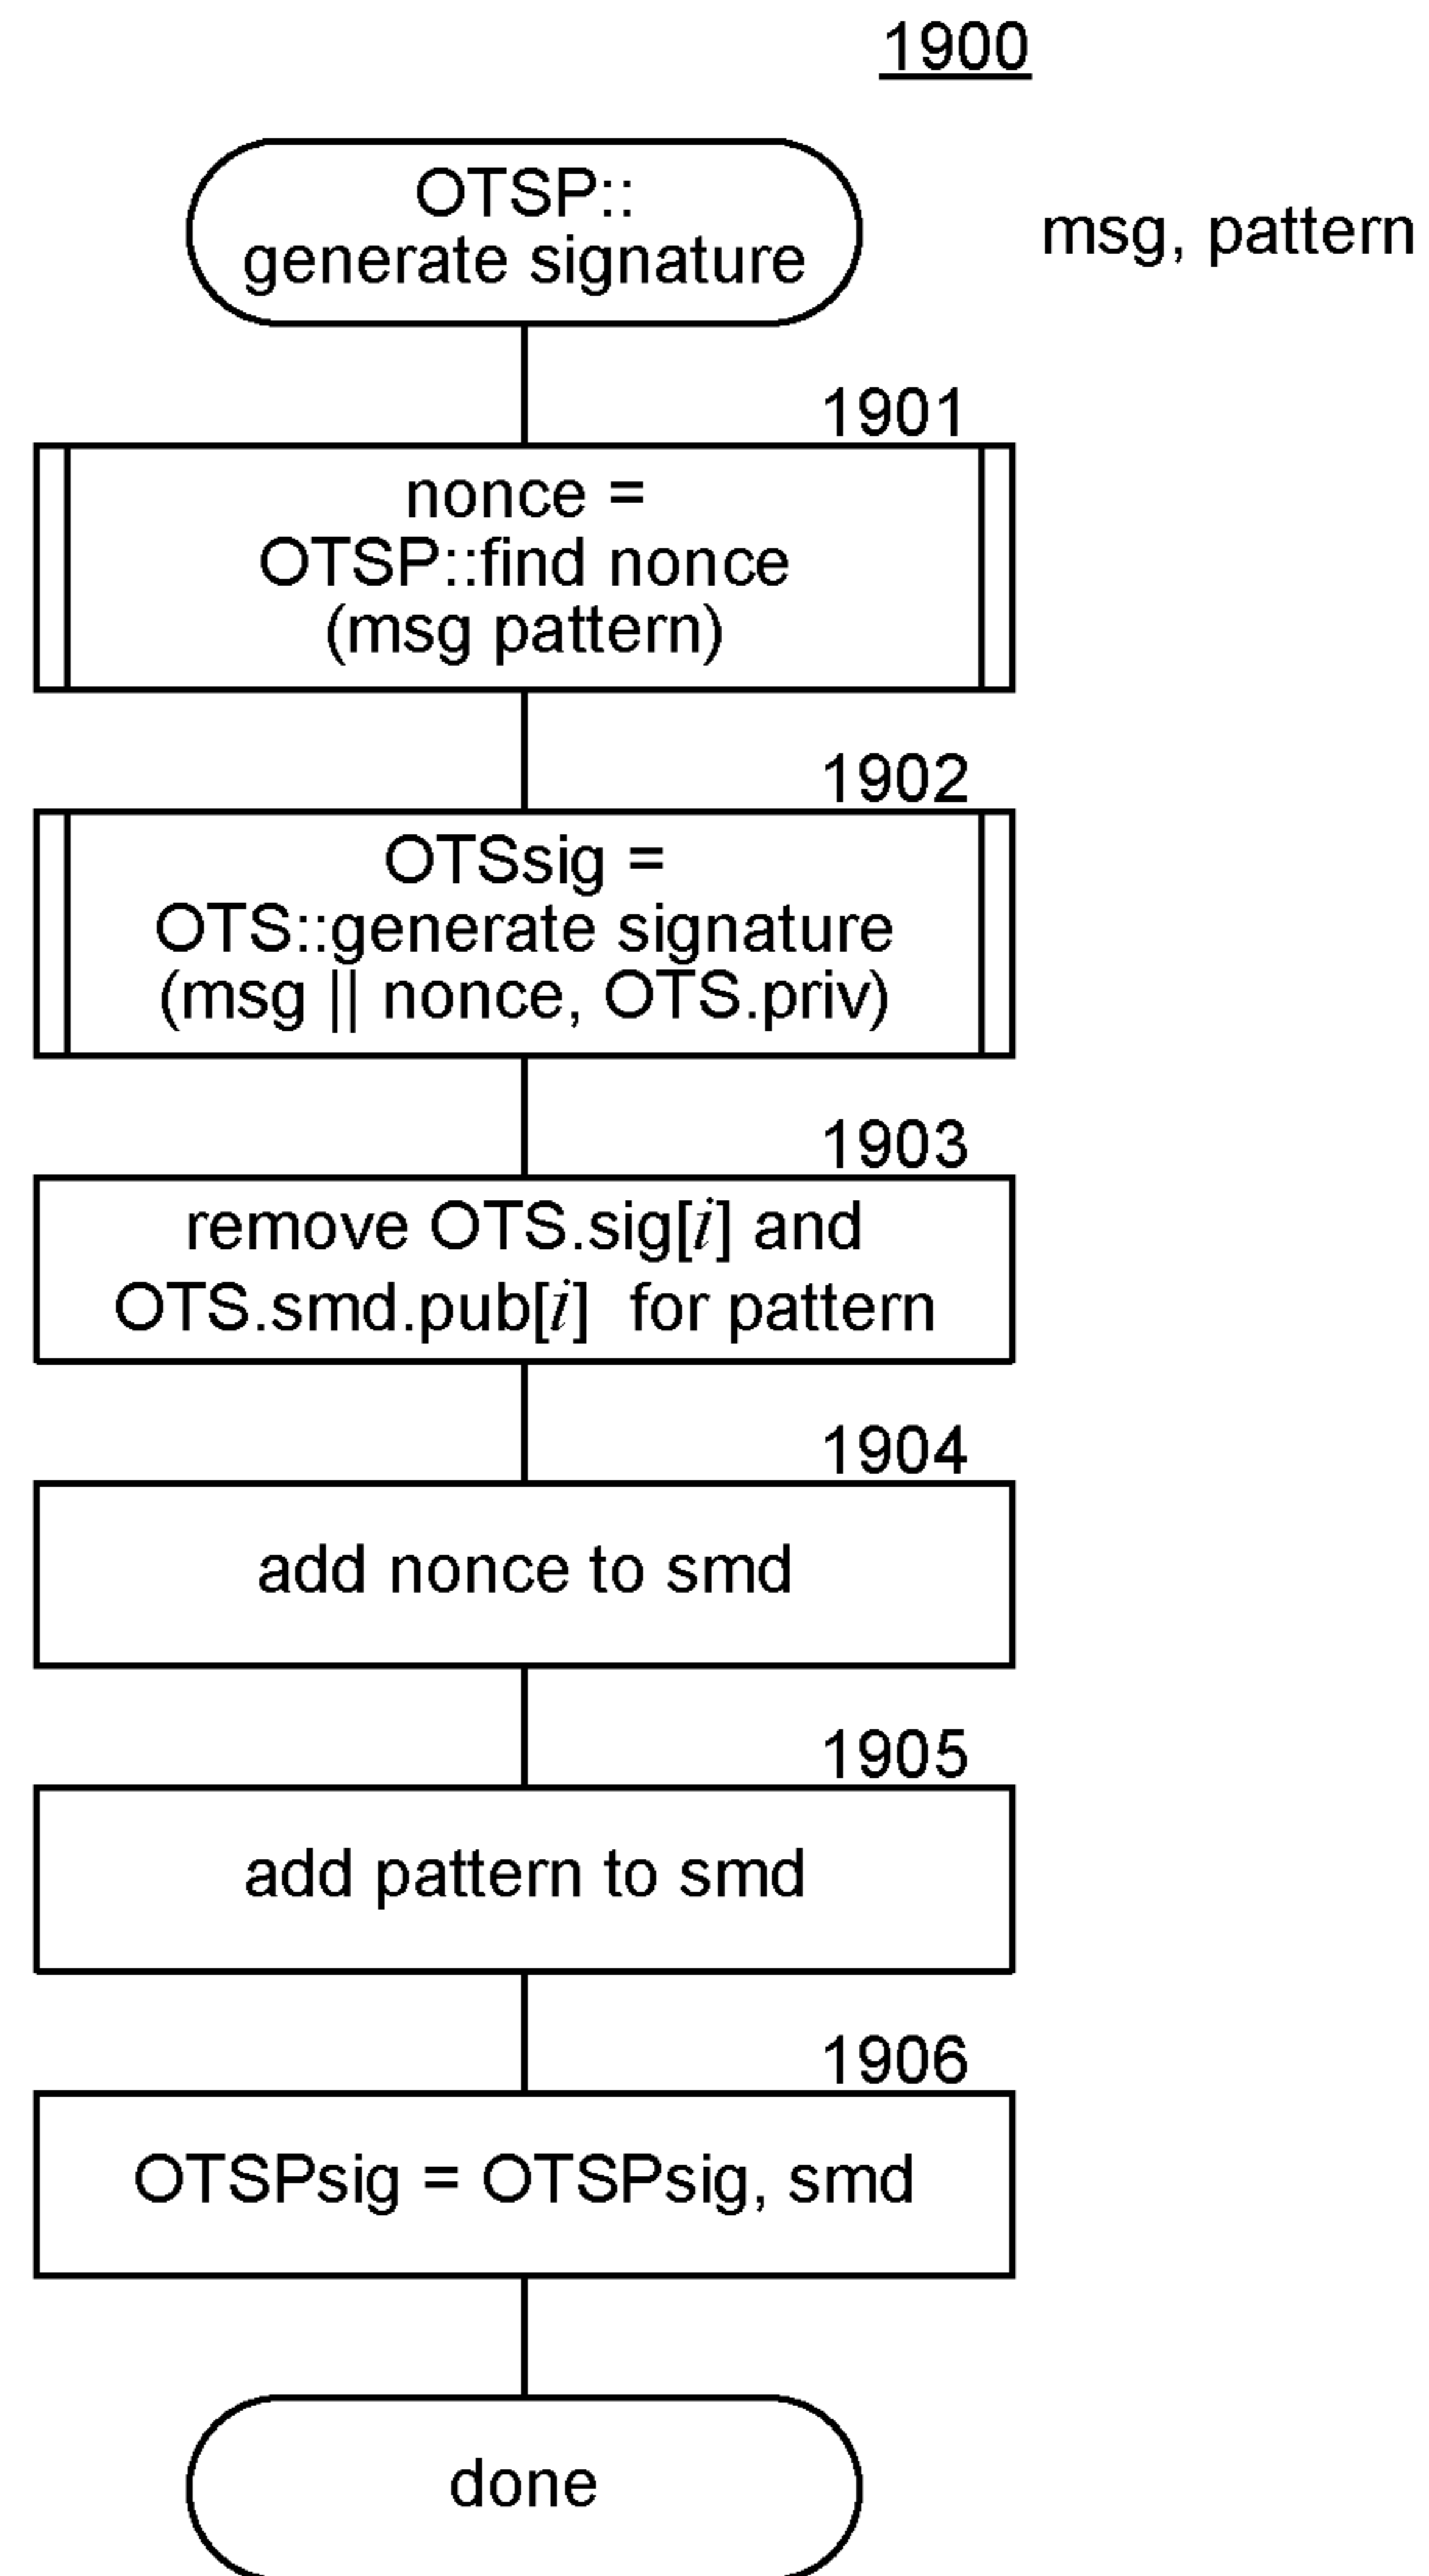 1900
OTSP::
generate signature
msg, pattern
1901
nonce =
OTSP::find nonce
(msg pattern)
1902
OTSsig =
OTS::generate signature
(msg || nonce, OTS.priv)
1903
remove OTS.sig[i] and
OTS.smd.pub[i] for pattern
1904
add nonce to smd
1905
add pattern to smd
1906
OTSPsig = OTSPsig, smd
done